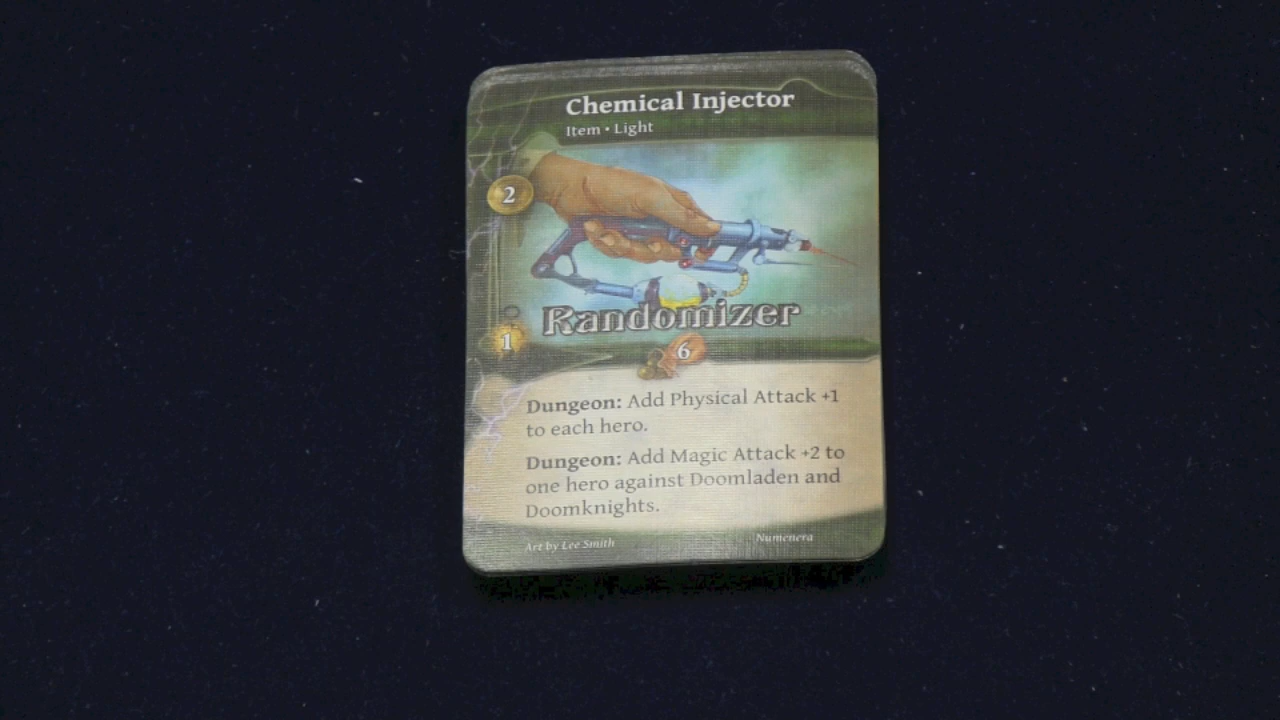 Chemical Injector
Item • Light
2
Randomizer
1
6
Dungeon: Add Physical Attack +1
to each hero.
Dungeon: Add Magic Attack +2 to
one hero against Doomladen and
Doomknights.
Art by Lee Smith
Numenera